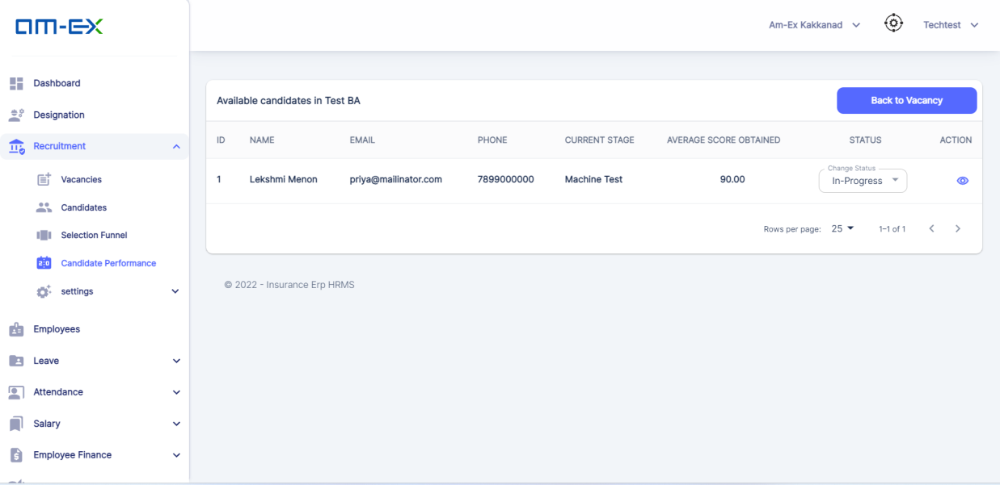 am-ex
Am-Ex Kakkanad
Techtest
Dashboard
Designation
Recruitment
Vacancies
Candidates
Selection Funnel
Candidate Performance
settings
Employees
Leave
Attendance
Salary
Employee Finance
Available candidates in Test BA
Back to Vacancy
ID NAME EMAIL PHONE CURRENT STAGE AVERAGE SCORE OBTAINED STATUS ACTION
Change Status
1 Lekshmi Menon priya@mailinator.com 7899000000 Machine Test 90.00 In-Progress
Rows per page: 25 1–1 of 1
© 2022 - Insurance Erp HRMS